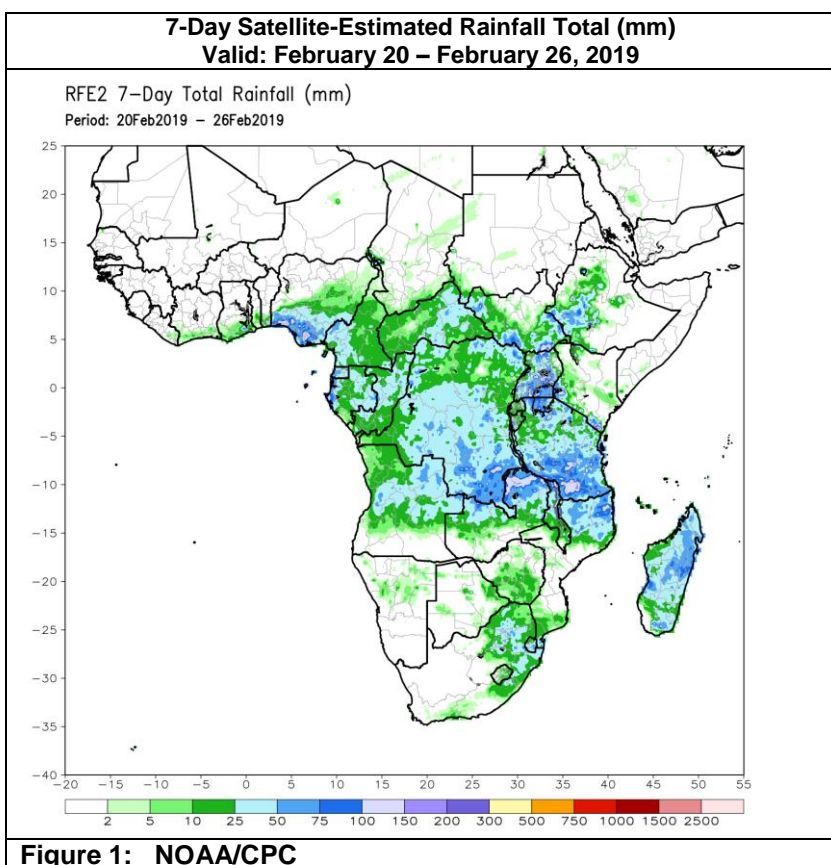 7-Day Satellite-Estimated Rainfall Total (mm)
Valid: February 20 – February 26, 2019
RFE2 7-Day Total Rainfall (mm)
Period: 20Feb2019 – 26Feb2019
25
20
15
10
5
0
-5
-10
-15
-20
-25
-30
-35
-40
-20 -15 -10 -5 0 5 10 15 20 25 30 35 40 45 50 55
2 5 10 25 50 75 100 150 200 300 500 750 1000 1500 2500
Figure 1: NOAA/CPC